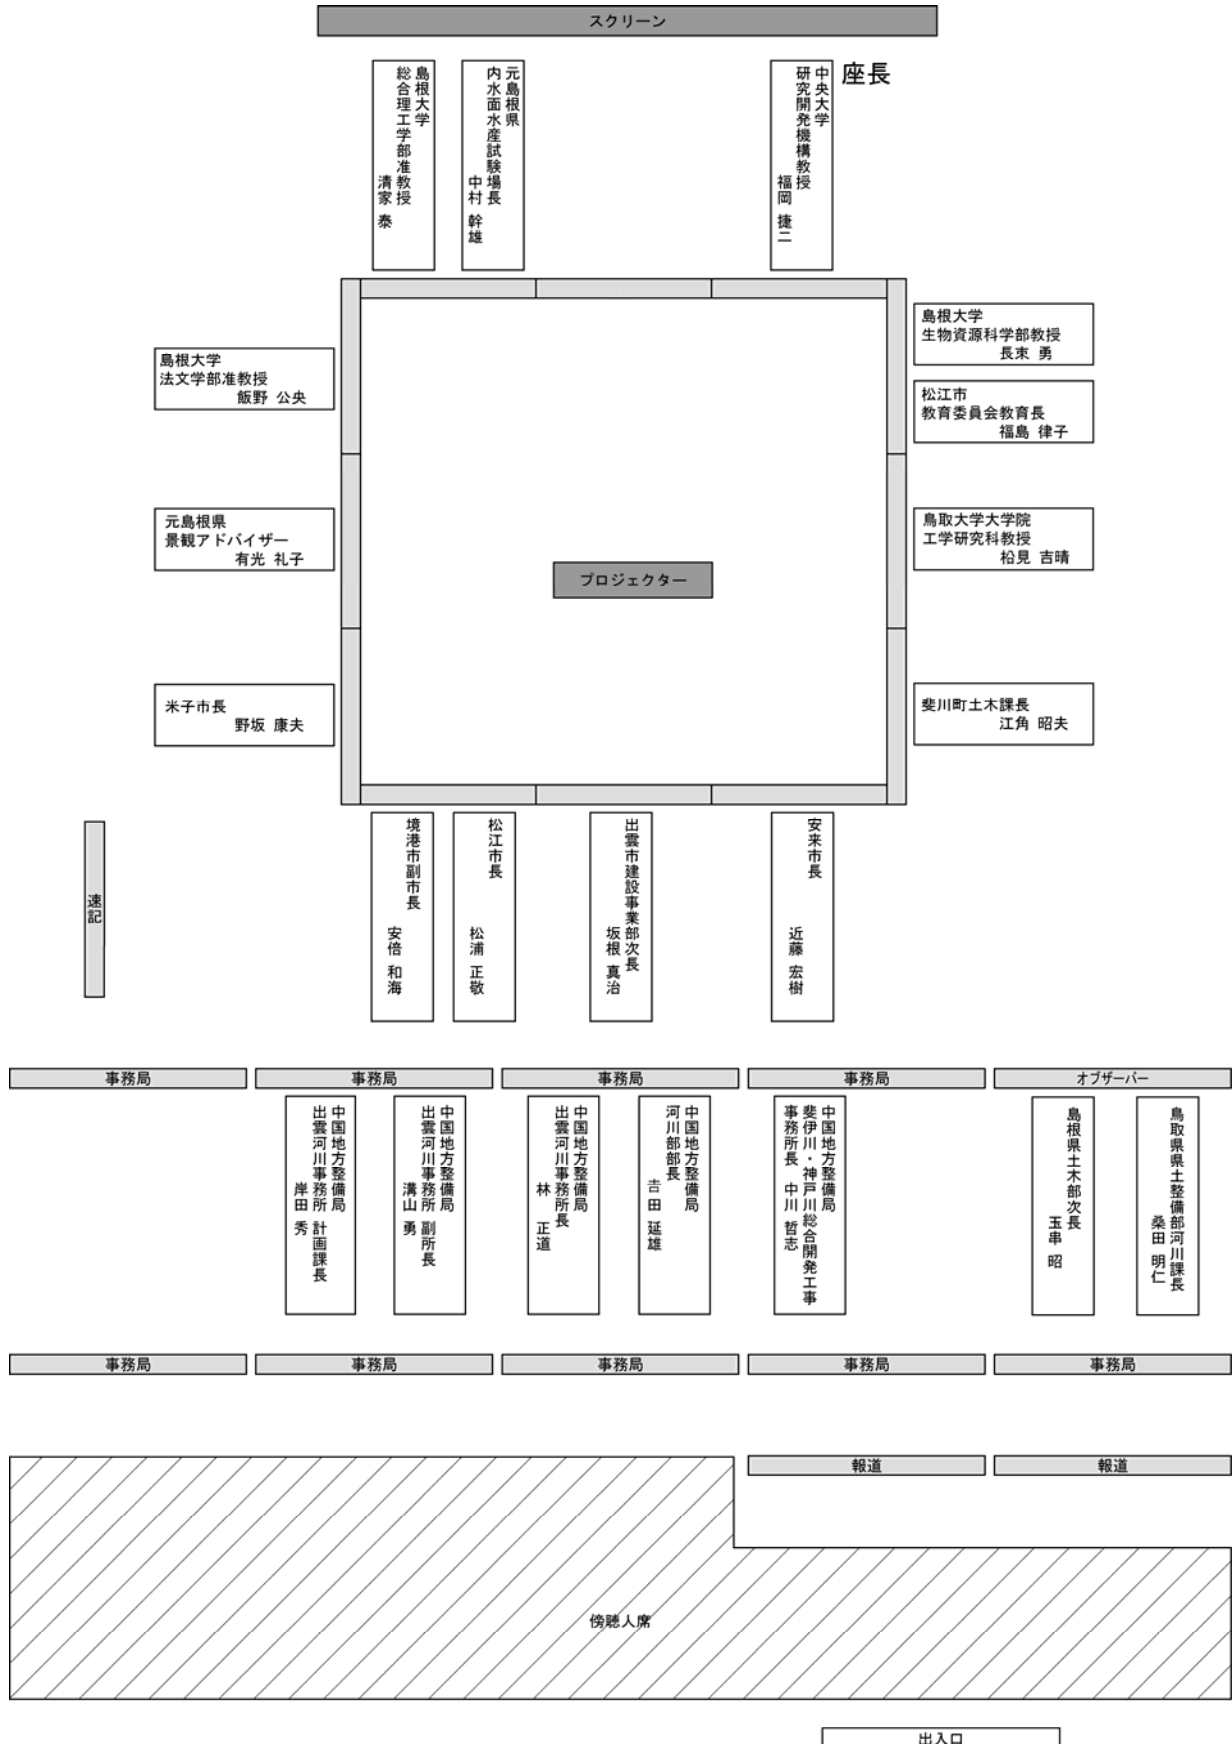 スクリーン
座長
中央大学
研究開発機構教授
福岡 捷二
元島根県
内水面水産試験場長
中村 幹雄
島根大学
総合理工学部准教授
清家 泰
島根大学
法文学部准教授
飯野 公央
元島根県
景観アドバイザー
有光 礼子
米子市長
野坂 康夫
島根大学
生物資源科学部教授
長束 勇
松江市
教育委員会教育長
福島 律子
鳥取大学大学院
工学研究科教授
松見 吉晴
斐川町土木課長
江角 昭夫
プロジェクター
安来市長
近藤 宏樹
出雲市建設事業部次長
坂根 真治
松江市長
松浦 正敬
境港市副市長
安倍 和海
速記
事務局
事務局
事務局
事務局
オブザーバー
中国地方整備局
出雲河川事務所 計画課長
岸田 秀
中国地方整備局
出雲河川事務所 副所長
溝山 勇
中国地方整備局
出雲河川事務所長
林 正道
中国地方整備局
河川部部長
吉田 延雄
中国地方整備局
斐伊川・神戸川総合開発工事
事務所長 中川 哲志
島根県土木部次長
玉串 昭
鳥取県県土整備部河川課長
桑田 明仁
事務局
事務局
事務局
事務局
事務局
報道
報道
傍聴人席
出入口